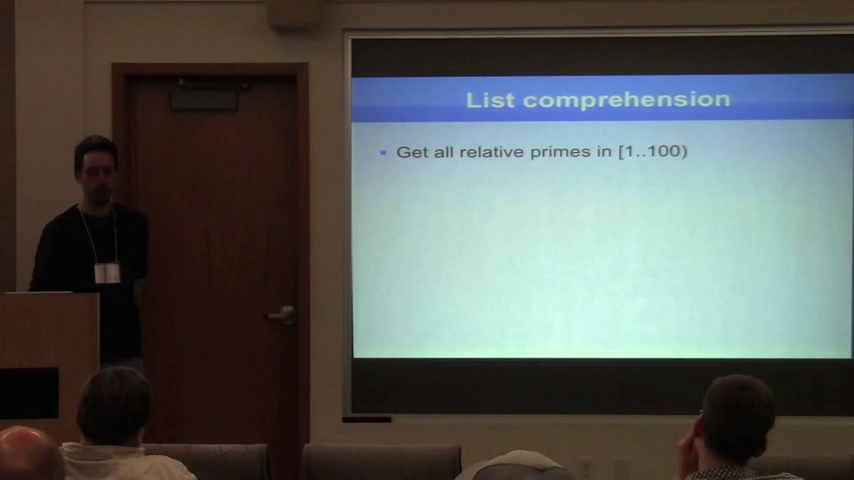 List comprehension
Get all relative primes in [1..100)